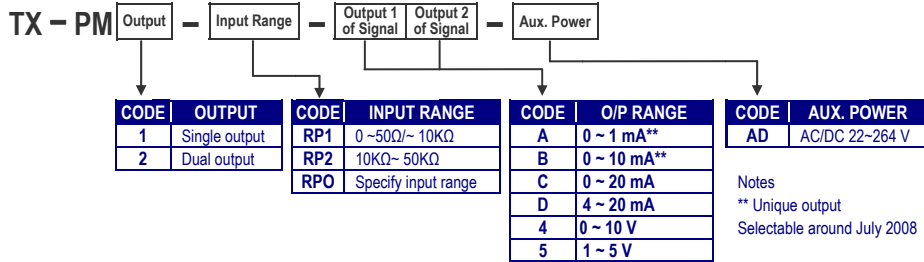 TX – PM Output – Input Range – Output 1 of Signal Output 2 of Signal – Aux. Power
CODE OUTPUT
1 Single output
2 Dual output
CODE INPUT RANGE
RP1 0 ~50Ω/~ 10KΩ
RP2 10KΩ~ 50KΩ
RPO Specify input range
CODE O/P RANGE
A 0 ~ 1 mA**
B 0 ~ 10 mA**
C 0 ~ 20 mA
D 4 ~ 20 mA
4 0 ~ 10 V
5 1 ~ 5 V
CODE AUX. POWER
AD AC/DC 22~264 V
Notes
** Unique output
Selectable around July 2008